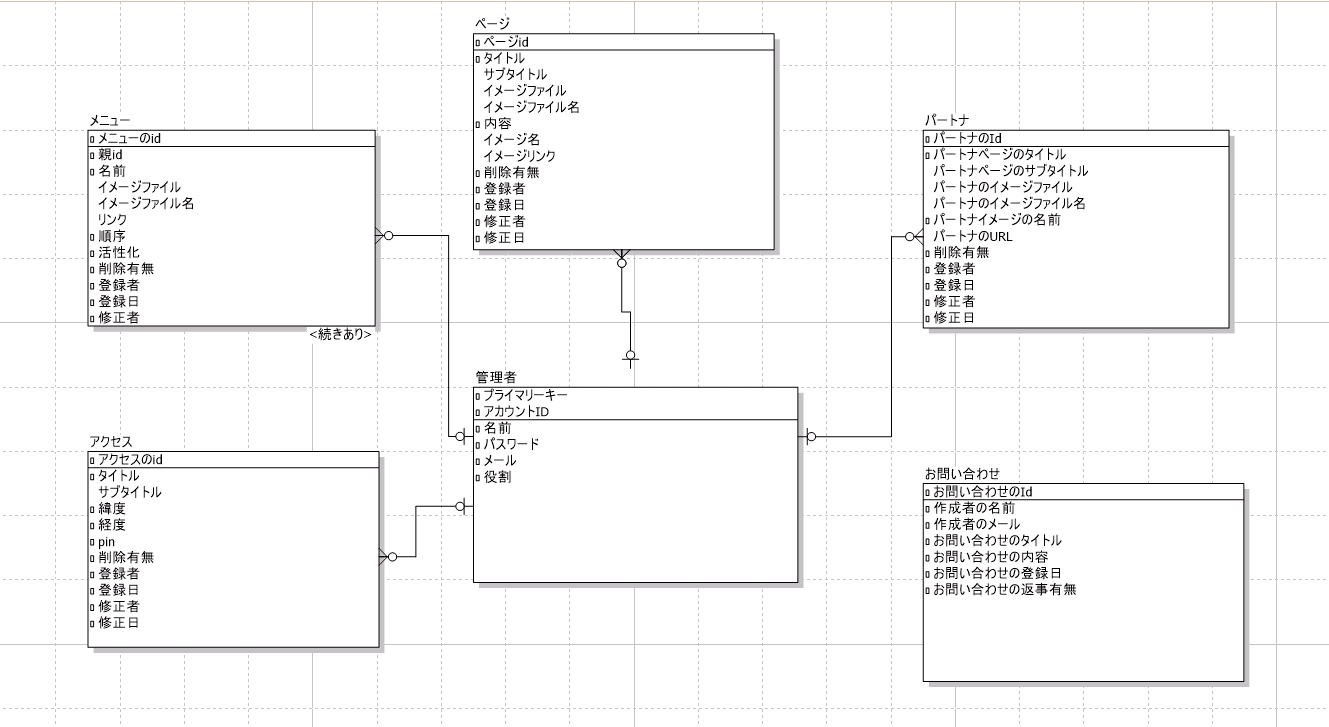 ページ
ページid
タイトル
サブタイトル
イメージファイル
イメージファイル名
内容
イメージ名
イメージリンク
削除有無
登録者
登録日
修正者
修正日
メニュー
メニューのid
親id
名前
イメージファイル
イメージファイル名
リンク
順序
活性化
削除有無
登録者
登録日
修正者
<続きあり>
パートナ
パートナのId
パートナページのタイトル
パートナページのサブタイトル
パートナのイメージファイル
パートナのイメージファイル名
パートナイメージの名前
パートナのURL
削除有無
登録者
登録日
修正者
修正日
管理者
プライマリーキー
アカウントID
名前
パスワード
メール
役割
アクセス
アクセスのid
タイトル
サブタイトル
緯度
経度
pin
削除有無
登録者
登録日
修正者
修正日
お問い合わせ
お問い合わせのId
作成者の名前
作成者のメール
お問い合わせのタイトル
お問い合わせの内容
お問い合わせの登録日
お問い合わせの返事有無